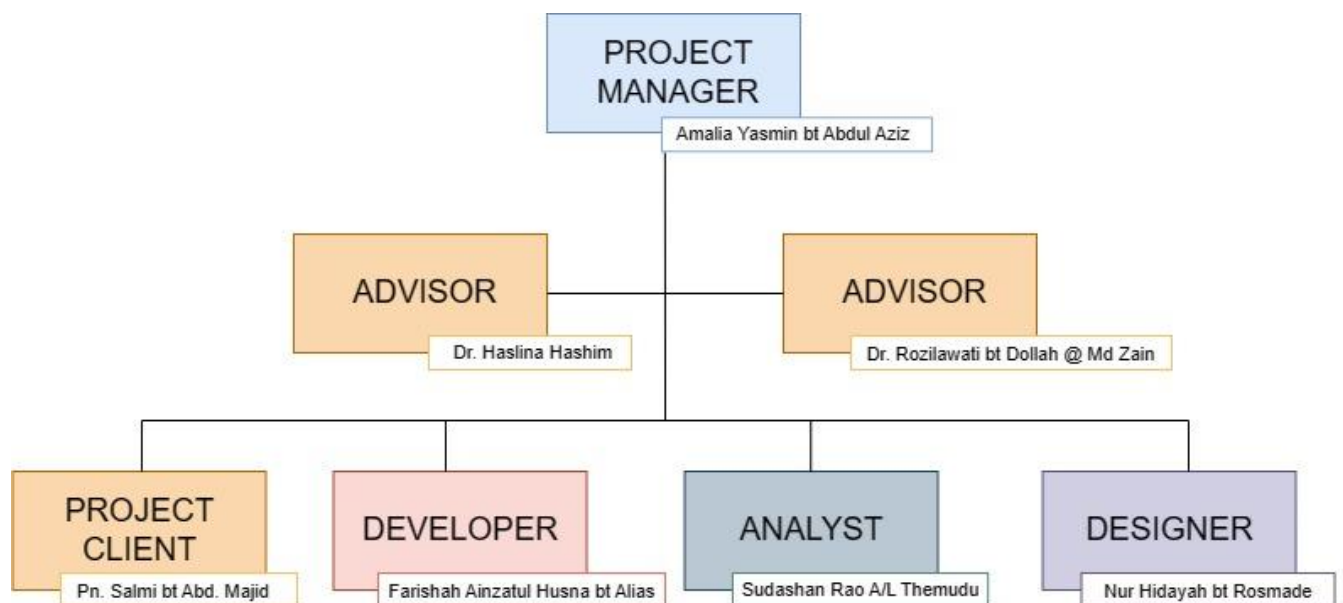 PROJECT
MANAGER
Amalia Yasmin bt Abdul Aziz
ADVISOR
Dr. Haslina Hashim
ADVISOR
Dr. Rozilawati bt Dollah @ Md Zain
PROJECT
CLIENT
Pn. Salmi bt Abd. Majid
DEVELOPER
Farishah Ainzatul Husna bt Alias
ANALYST
Sudashan Rao A/L Themudu
DESIGNER
Nur Hidayah bt Rosmade